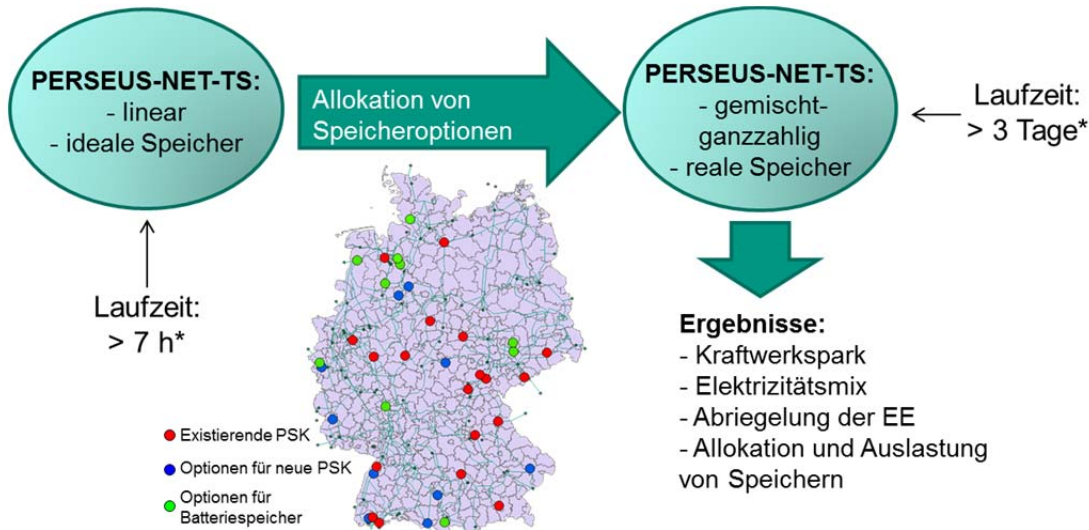 PERSEUS-NET-TS:
- linear
- ideale Speicher
Allokation von
Speicheroptionen
PERSEUS-NET-TS:
- gemischt-
ganzzahlig
- reale Speicher
Laufzeit:
> 3 Tage*
Laufzeit:
> 7 h*
Existierende PSK
Optionen für neue PSK
Optionen für
Batteriespeicher
Ergebnisse:
- Kraftwerkspark
- Elektrizitätsmix
- Abriegelung der EE
- Allokation und Auslastung
von Speichern